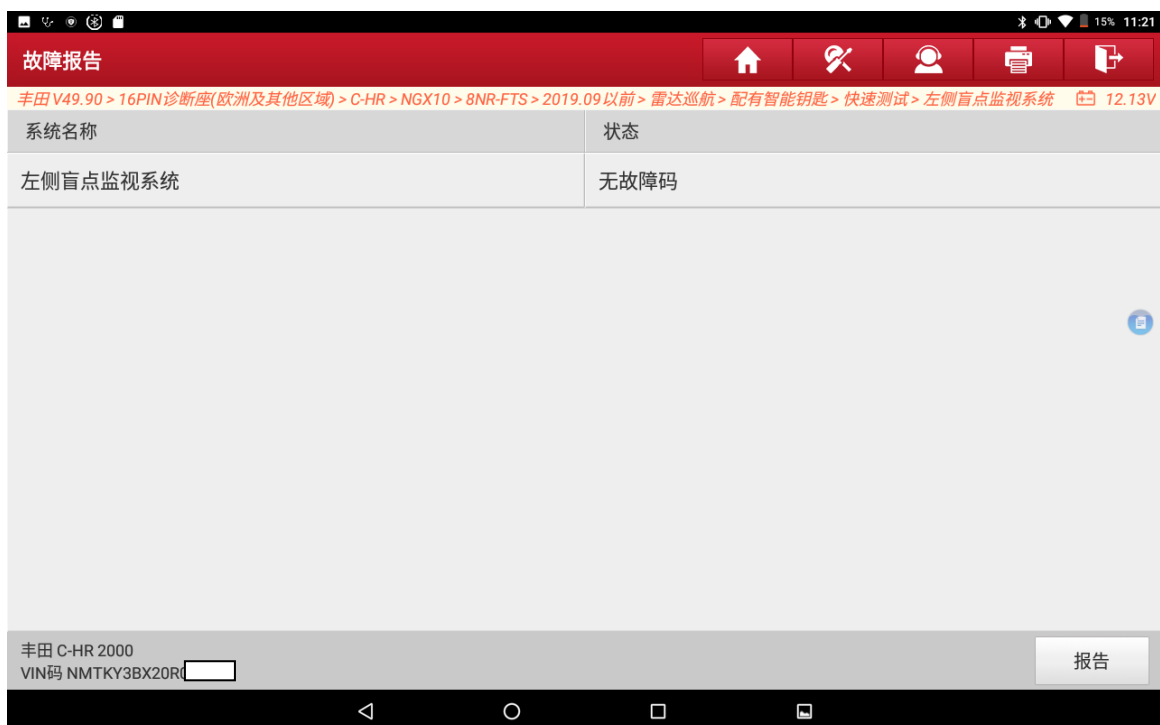 15% 11:21
故障报告
丰田 V49.90 > 16PIN诊断座(欧洲及其他区域) > C-HR > NGX10 > 8NR-FTS > 2019.09以前 > 雷达巡航 > 配有智能钥匙 > 快速测试 > 左侧盲点监视系统 12.13V
系统名称 状态
左侧盲点监视系统 无故障码
丰田 C-HR 2000
VIN码 NMTKY3BX20R
报告